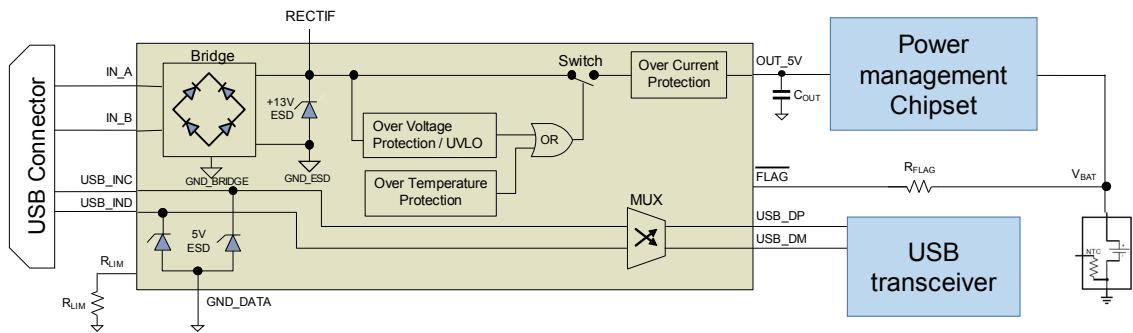 RECTIF
USB Connector
IN_A
IN_B
Bridge
+13V
ESD
GND_BRIDGE
GND_ESD
Over Voltage
Protection / UVLO
Over Temperature
Protection
OR
Switch
Over Current
Protection
OUT_5V
COUT
Power
management
Chipset
FLAG
RFLAG
VBAT
NTC
+
-
USB_INC
USB_IND
5V
ESD
MUX
USB_DP
USB_DM
USB
transceiver
RLIM
RLIM
GND_DATA